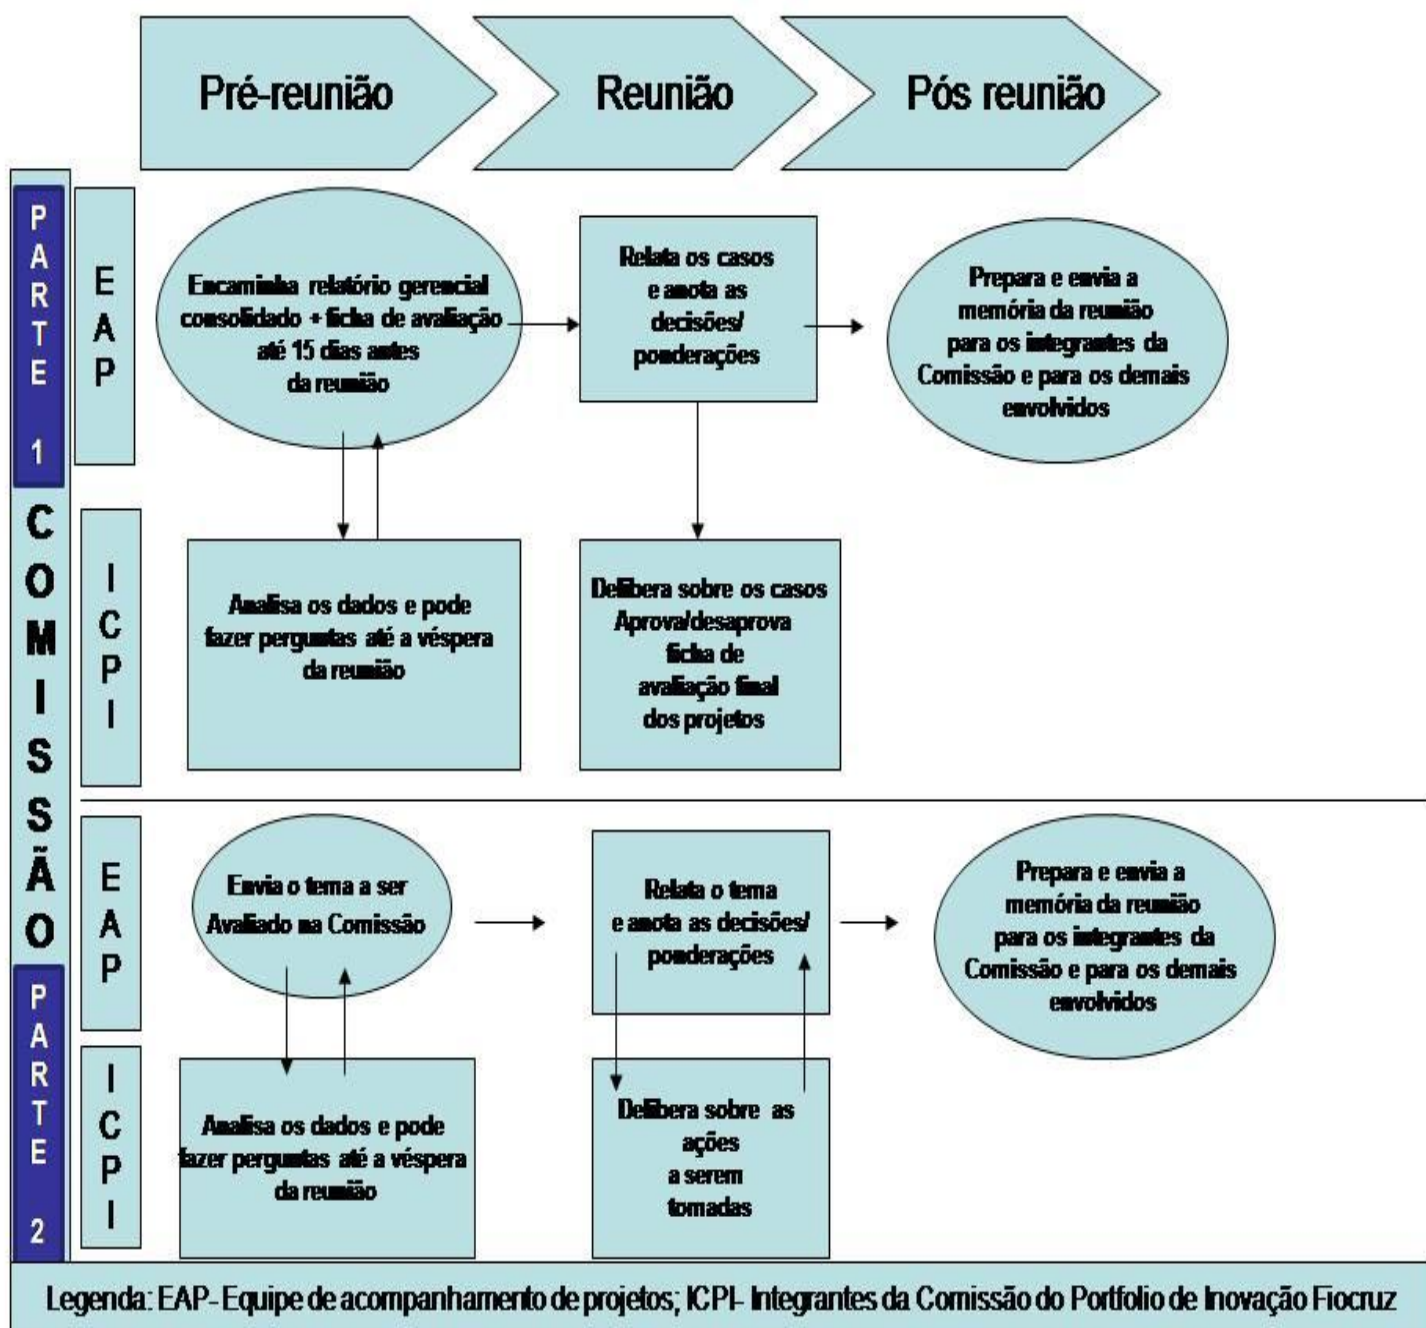 Pré-reunião
Reunião
Pós reunião
PARTE 1
COMISSÃO
PARTE 2
EAP
Encaminha relatório gerencial
consolidado + ficha de avaliação
até 15 dias antes
da reunião
Relata os casos
e anota as
decisões/
ponderações
Prepara e envia a
memória da reunião
para os integrantes da
Comissão e para os demais
envolvidos
ICPI
Analisa os dados e pode
fazer perguntas até a véspera
da reunião
Delibera sobre os casos
Aprova/desaprova
ficha de
avaliação final
dos projetos
EAP
Envia o tema a ser
Avaliado na Comissão
Relata o tema
e anota as decisões/
ponderações
Prepara e envia a
memória da reunião
para os integrantes da
Comissão e para os demais
envolvidos
ICPI
Analisa os dados e pode
fazer perguntas até a véspera
da reunião
Delibera sobre as
ações
a serem
tomadas
Legenda: EAP- Equipe de acompanhamento de projetos; ICPI- Integrantes da Comissão do Portfolio de Inovação Fiocruz